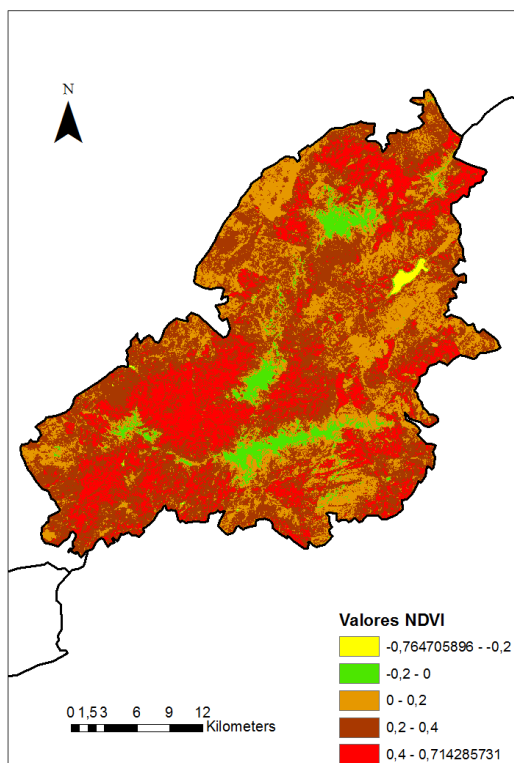 N
Valores NDVI
-0,764705896 - -0,2
-0,2 - 0
0 - 0,2
0,2 - 0,4
0,4 - 0,714285731
0 1,5 3 6 9 12
Kilometers